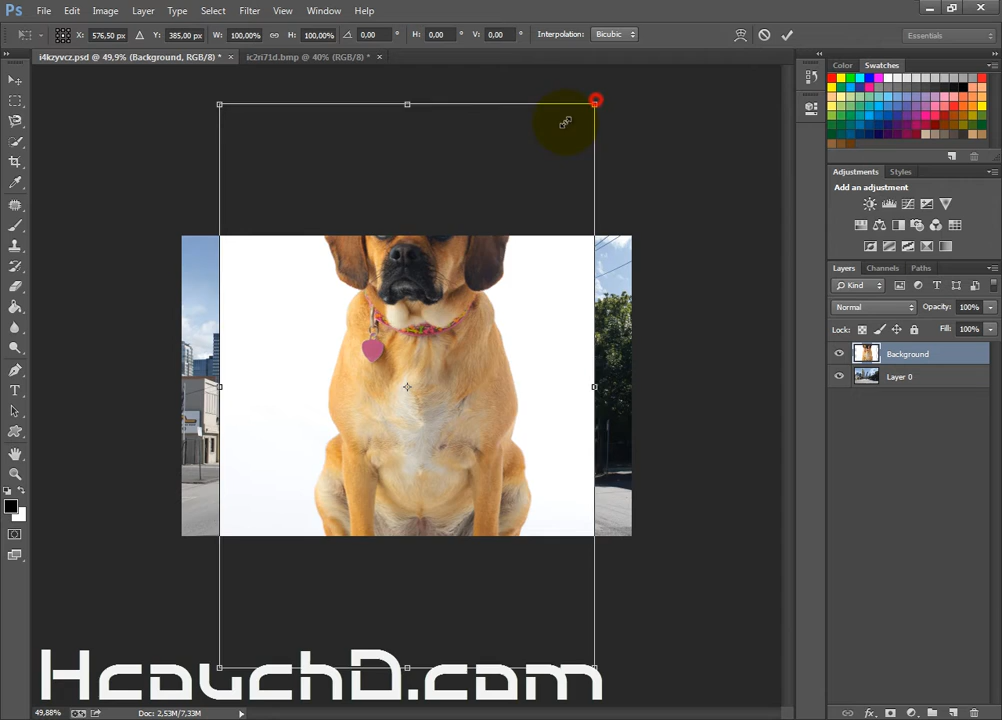 Ps File Edit Image Layer Type Select Filter 3D View Window Help
X: 576,50 px Y: 385,00 px W: 100,00% H: 100,00% 0,00 ° H: 0,00 ° V: 0,00 ° Interpolation: Bicubic Essentials
i4kzyvcz.psd @ 49,9% (Background, RGB/8) * × ic2ri71d.bmp @ 40% (RGB/8) * ×
Color Swatches
Adjustments Styles
Add an adjustment
Layers Channels Paths
Kind
Normal Opacity: 100%
Lock: Fill: 100%
Background
Layer 0
HcouchD.com
49,88% Doc: 2,53M/7,33M